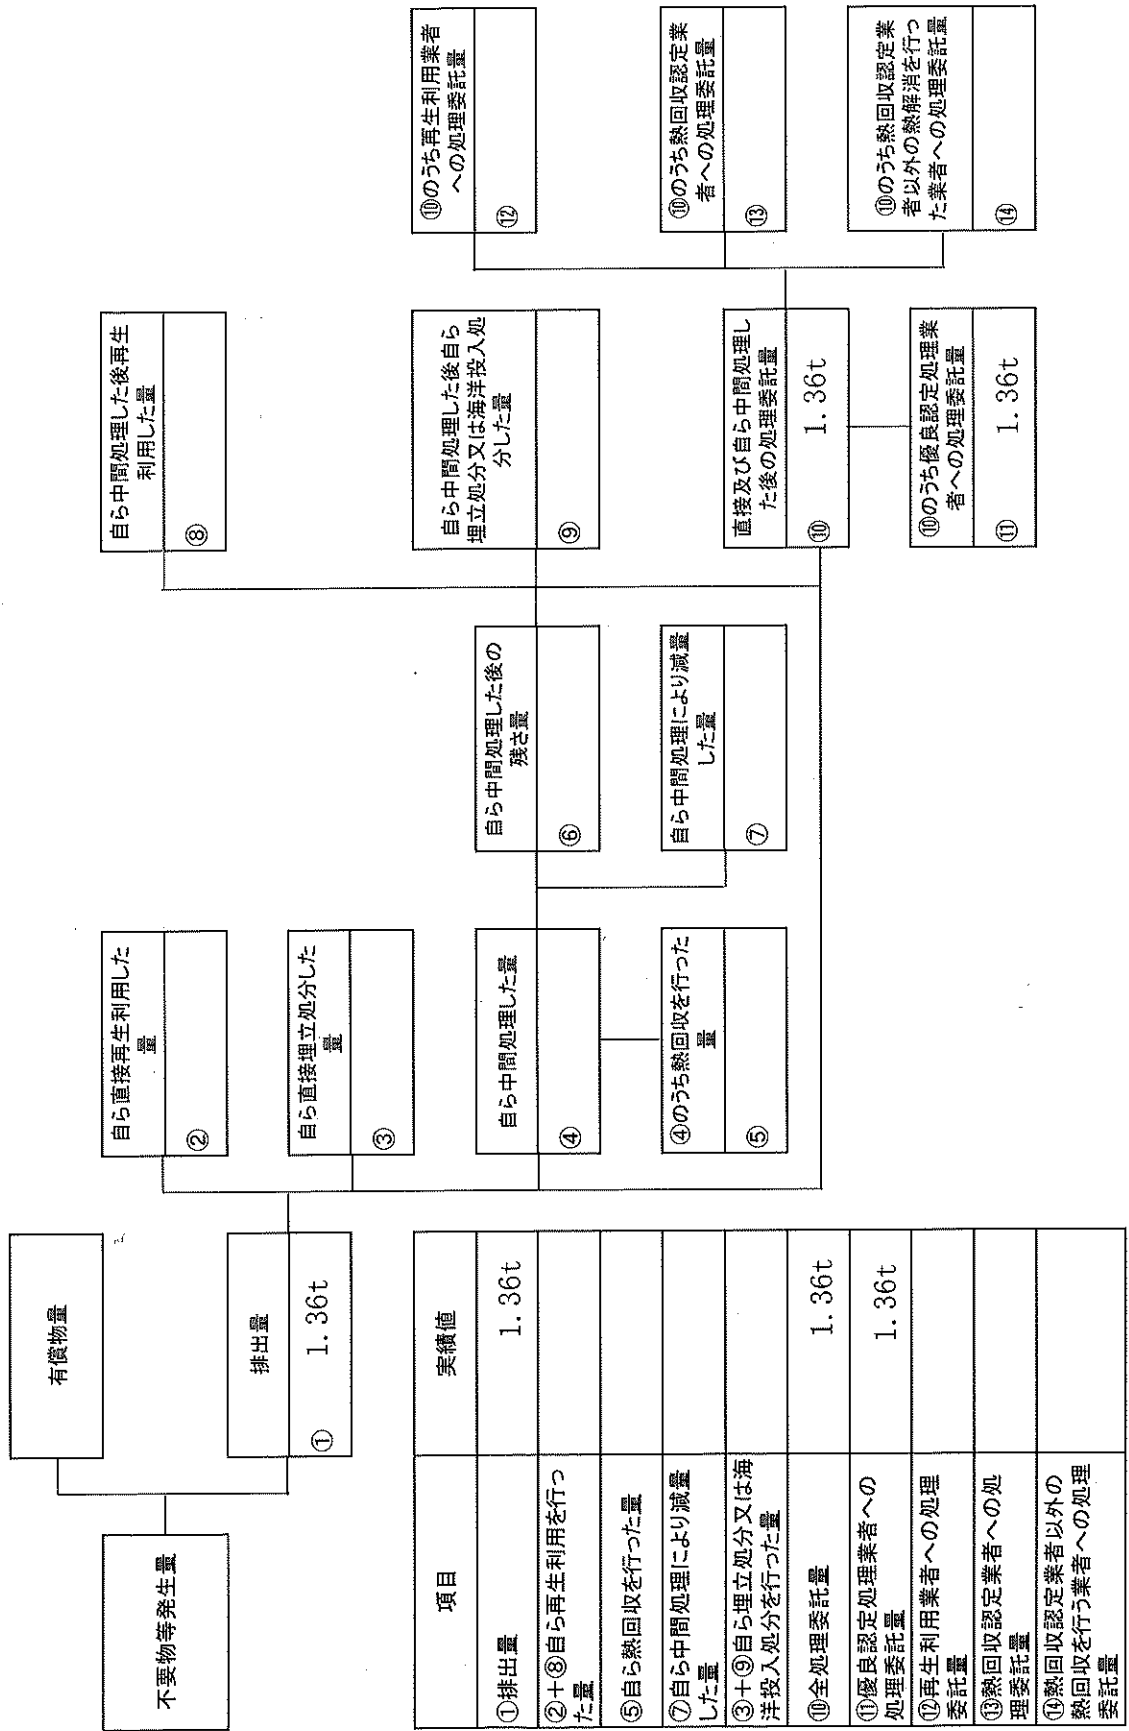 不要物等発生量
有償物量
排出量
① 1.36t
自ら直接再生利用した
量
②
自ら直接埋立処分した
量
③
自ら中間処理した量
④
④のうち熱回収を行った
量
⑤
自ら中間処理した後の
残さ量
⑥
自ら中間処理により減量
した量
⑦
自ら中間処理した後再生
利用した量
⑧
自ら中間処理した後自ら
埋立処分又は海洋投入処
分した量
⑨
直接及び自ら中間処理し
た後の処理委託量
⑩ 1.36t
⑩のうち優良認定処理業
者への処理委託量
⑪ 1.36t
⑩のうち再生利用業者
への処理委託量
⑫
⑩のうち熱回収認定業
者への処理委託量
⑬
⑩のうち熱回収認定業
者以外の熱解消を行っ
た業者への処理委託量
⑭
項目 実績値
①排出量 1.36t
②+⑧自ら再生利用を行っ
た量
⑤自ら熱回収を行った量
⑦自ら中間処理により減量
した量
③+⑨自ら埋立処分又は海
洋投入処分を行った量
⑩全処理委託量 1.36t
⑪優良認定処理業者への
処理委託量 1.36t
⑫再生利用業者への処理
委託量
⑬熱回収認定業者への処
理委託量
⑭熱回収認定業者以外の
熱回収を行う業者への処理
委託量